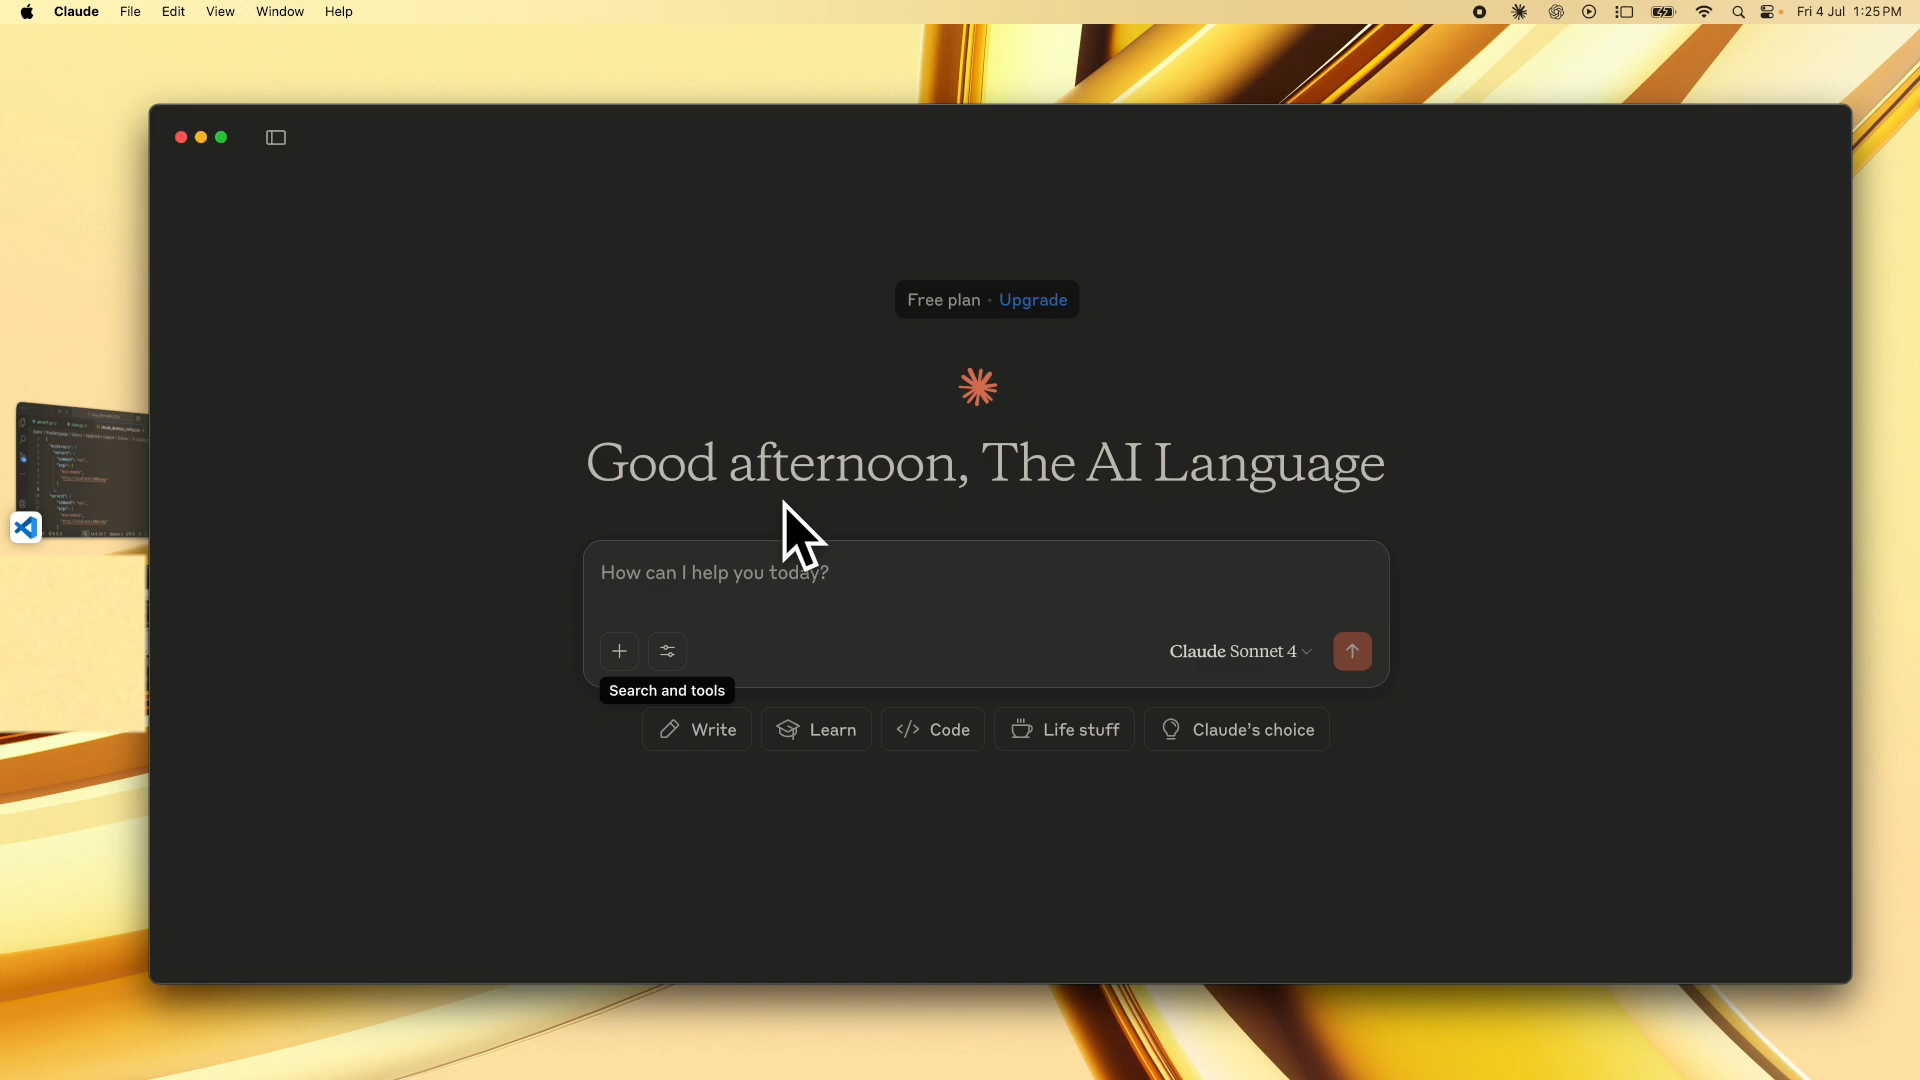 Claude File Edit View Window Help Fri 4 Jul 1:25 PM
Free plan · Upgrade
Good afternoon, The AI Language
How can I help you today?
Claude Sonnet 4
Search and tools
Write Learn Code Life stuff Claude's choice